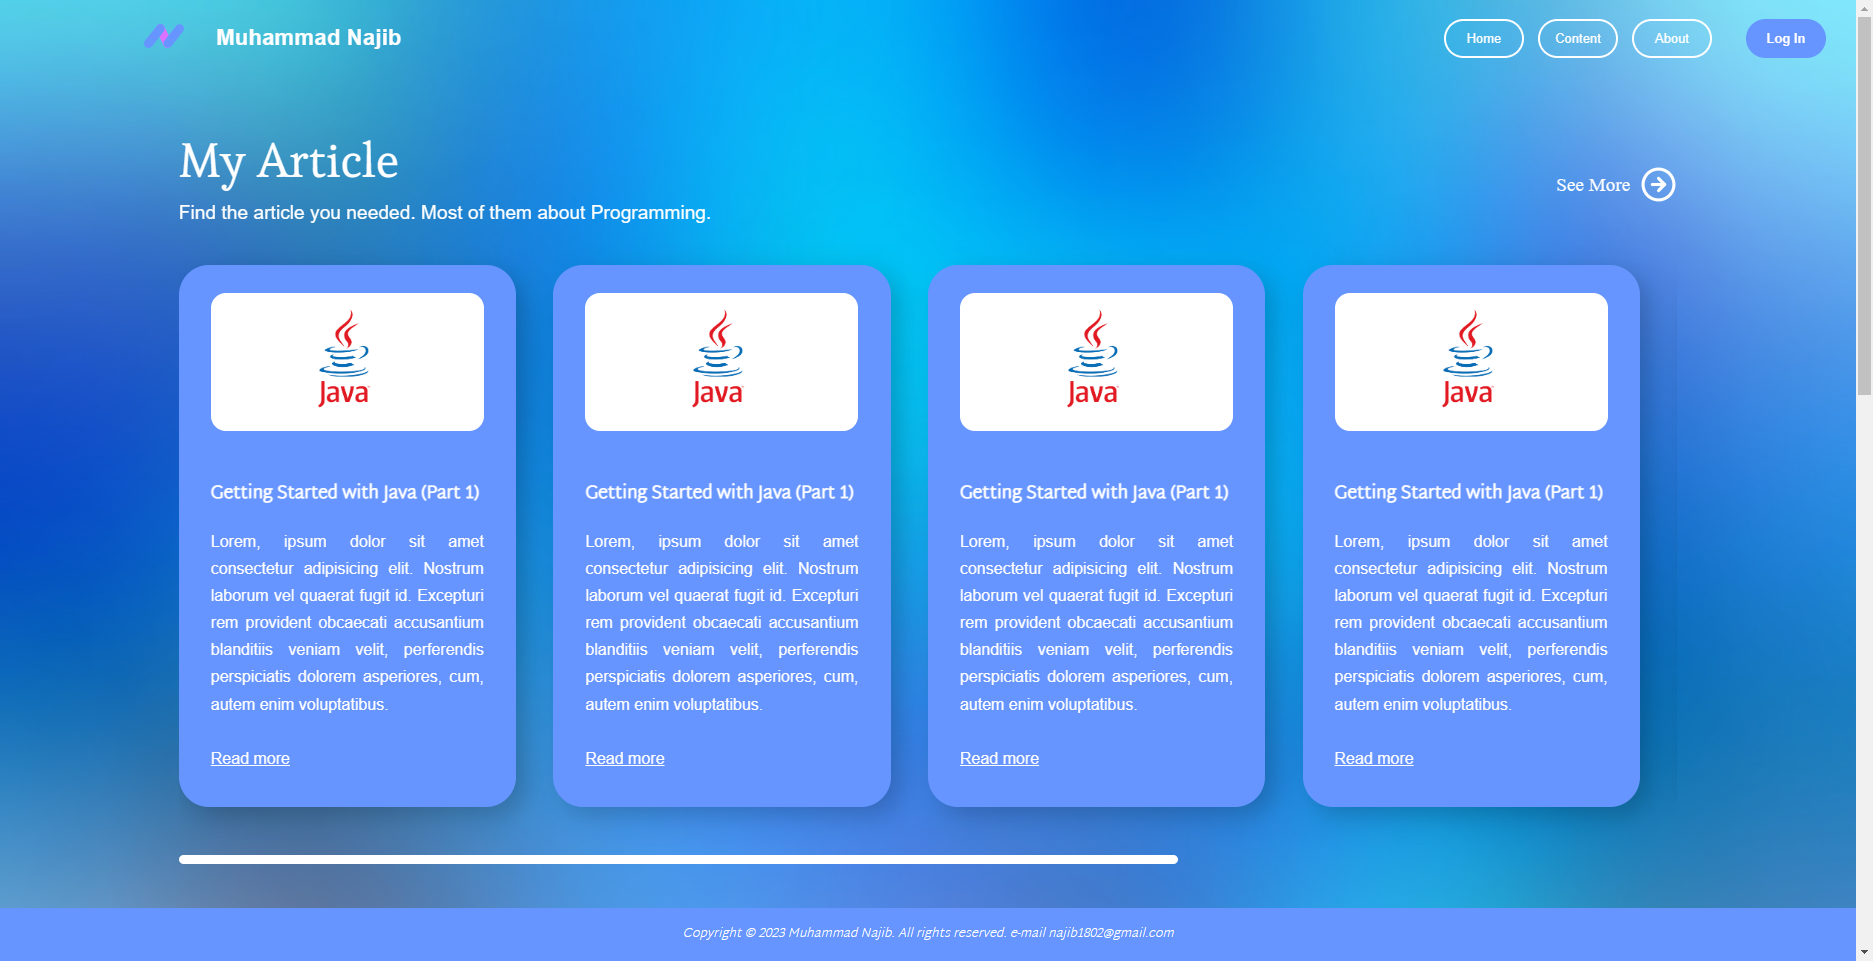 Muhammad Najib
Home
Content
About
Log In
My Article
Find the article you needed. Most of them about Programming.
See More
Java
Getting Started with Java (Part 1)
Lorem, ipsum dolor sit amet
consectetur adipisicing elit. Nostrum
laborum vel quaerat fugit id. Excepturi
rem provident obcaecati accusantium
blanditiis veniam velit, perferendis
perspiciatis dolorem asperiores, cum,
autem enim voluptatibus.
Read more
Java
Getting Started with Java (Part 1)
Lorem, ipsum dolor sit amet
consectetur adipisicing elit. Nostrum
laborum vel quaerat fugit id. Excepturi
rem provident obcaecati accusantium
blanditiis veniam velit, perferendis
perspiciatis dolorem asperiores, cum,
autem enim voluptatibus.
Read more
Java
Getting Started with Java (Part 1)
Lorem, ipsum dolor sit amet
consectetur adipisicing elit. Nostrum
laborum vel quaerat fugit id. Excepturi
rem provident obcaecati accusantium
blanditiis veniam velit, perferendis
perspiciatis dolorem asperiores, cum,
autem enim voluptatibus.
Read more
Java
Getting Started with Java (Part 1)
Lorem, ipsum dolor sit amet
consectetur adipisicing elit. Nostrum
laborum vel quaerat fugit id. Excepturi
rem provident obcaecati accusantium
blanditiis veniam velit, perferendis
perspiciatis dolorem asperiores, cum,
autem enim voluptatibus.
Read more
Copyright © 2023 Muhammad Najib. All rights reserved. e-mail najib1802@gmail.com